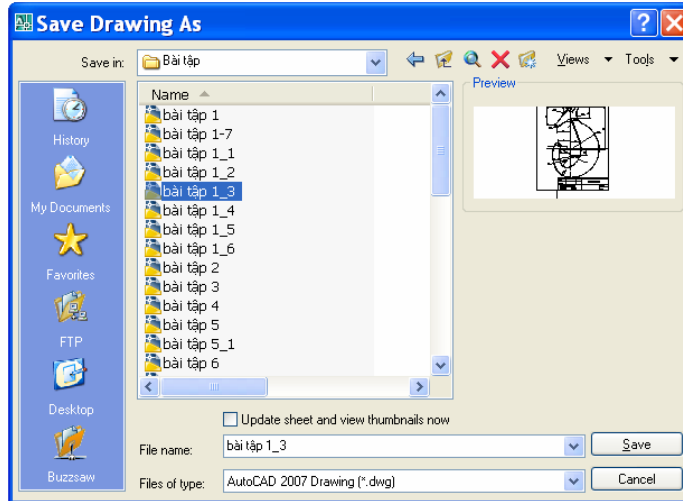 Save Drawing As
Save in: Bài tập Views Tools
History
My Documents
Favorites
FTP
Desktop
Buzzsaw
Name
bài tập 1
bài tập 1-7
bài tập 1_1
bài tập 1_2
bài tập 1_3
bài tập 1_4
bài tập 1_5
bài tập 1_6
bài tập 2
bài tập 3
bài tập 4
bài tập 5
bài tập 5_1
bài tập 6
Preview
Update sheet and view thumbnails now
File name: bài tập 1_3 Save
Files of type: AutoCAD 2007 Drawing (*.dwg) Cancel